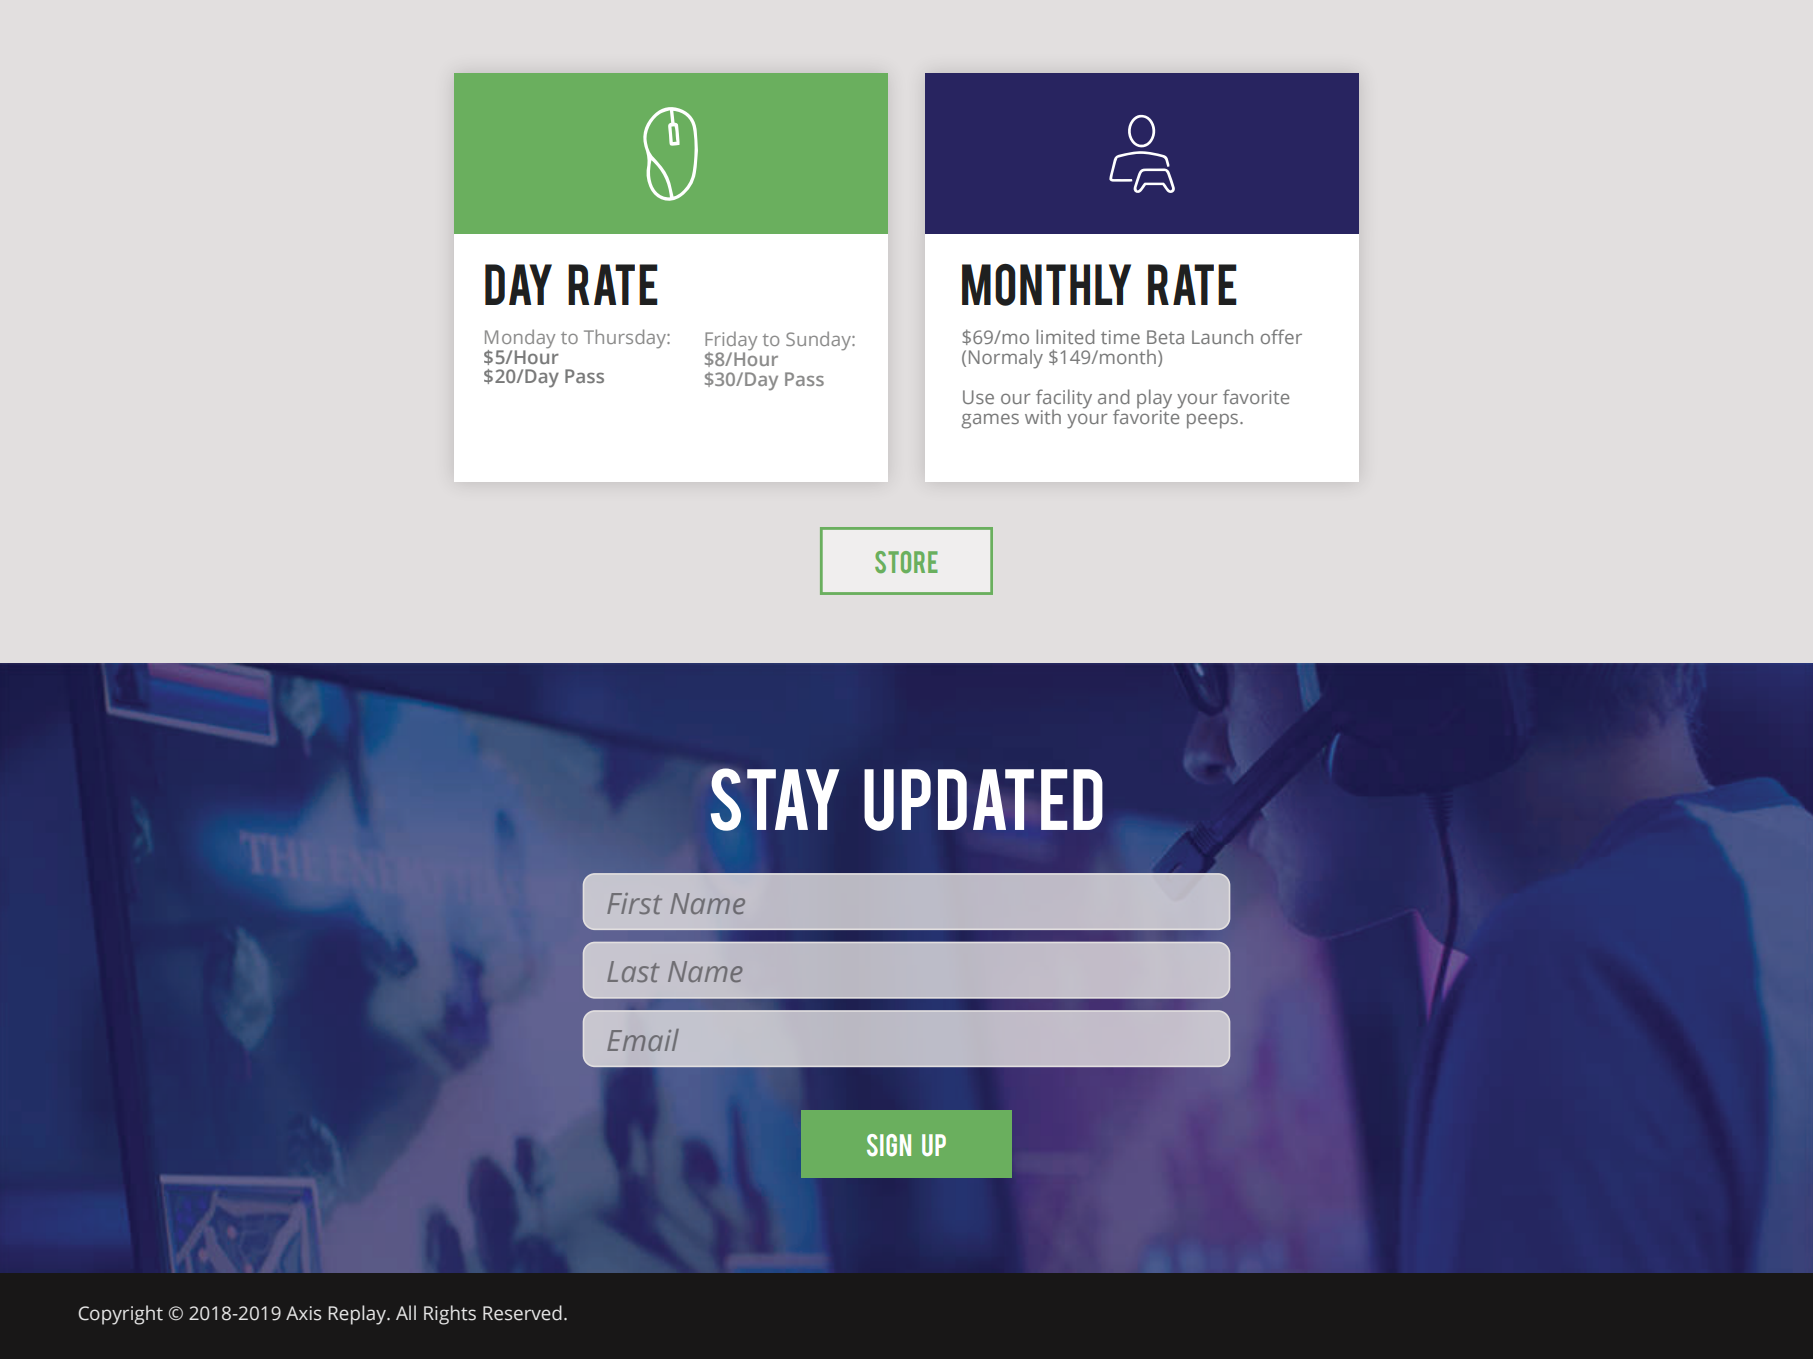 DAY RATE
Monday to Thursday:
$5/Hour
$20/Day Pass
Friday to Sunday:
$8/Hour
$30/Day Pass
MONTHLY RATE
$69/mo limited time Beta Launch offer
(Normaly $149/month)
Use our facility and play your favorite
games with your favorite peeps.
STORE
STAY UPDATED
First Name
Last Name
Email
SIGN UP
Copyright © 2018-2019 Axis Replay. All Rights Reserved.